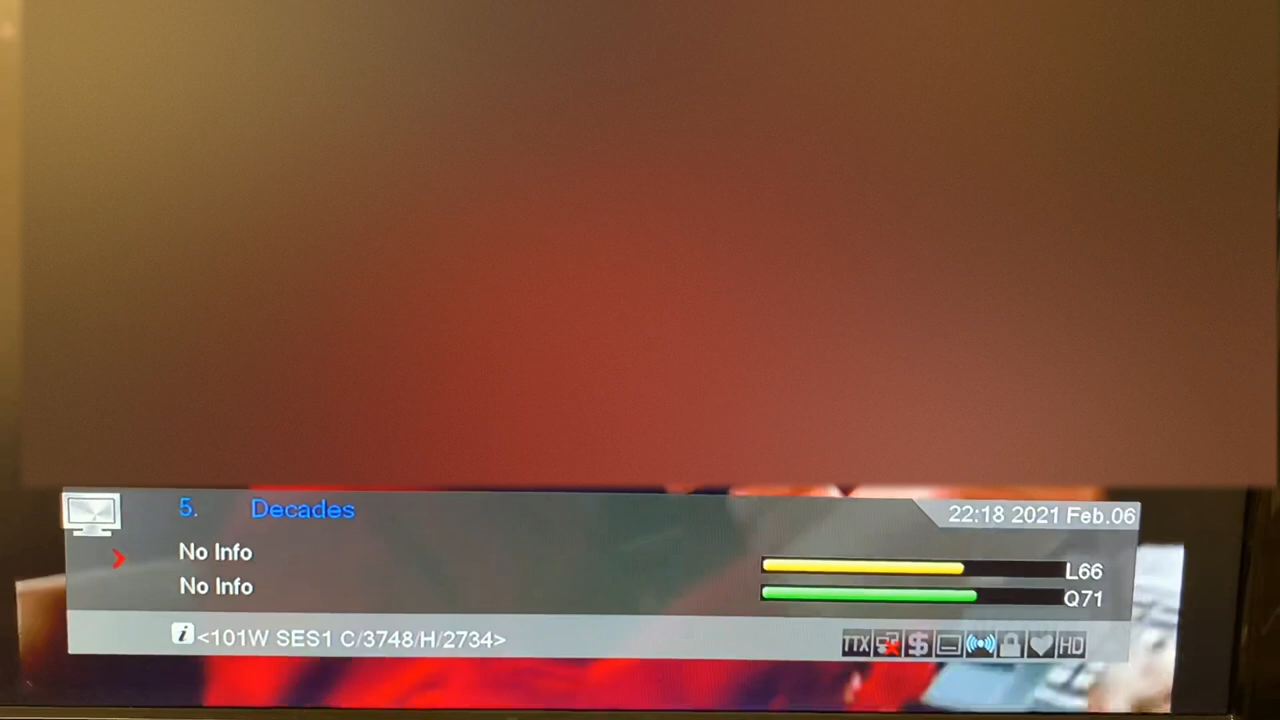 5. Decades
22:18 2021 Feb.06
No Info
No Info
L66
Q71
<101W SES1 C/3748/H/2734>
TTX $ HD